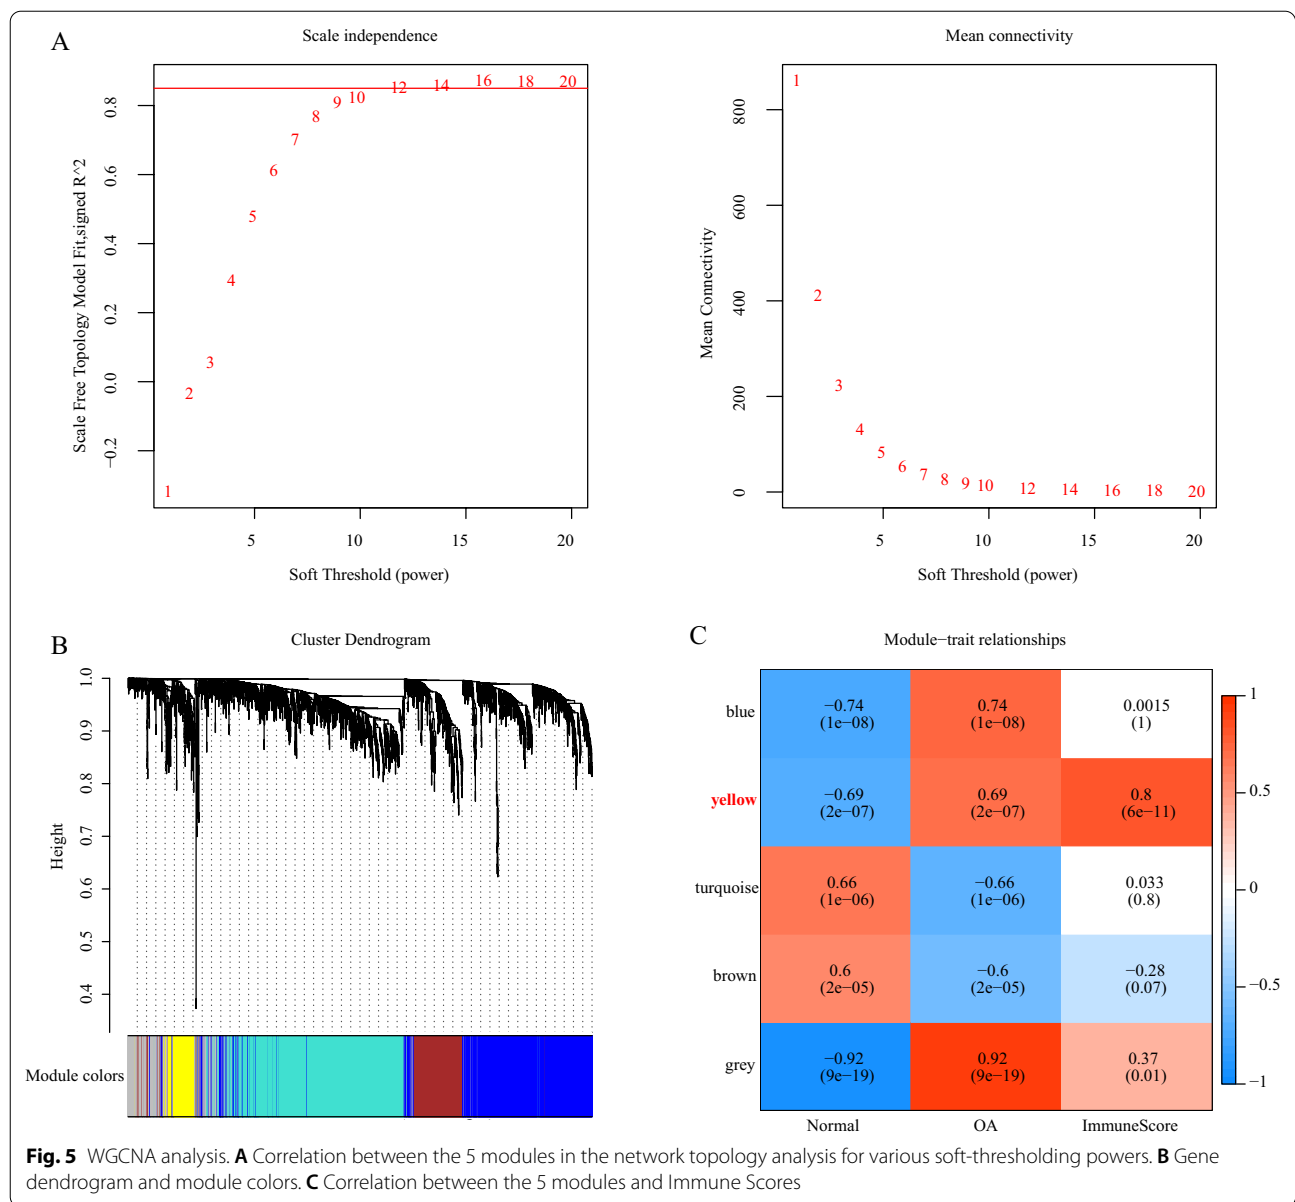 A
Scale independence
Scale Free Topology Model Fit,signed R^2
−0.2
0.0
0.2
0.4
0.6
0.8
1
2
3
4
5
6
7
8
9
10
12
14
16
18
20
5
10
15
20
Soft Threshold (power)
Mean connectivity
Mean Connectivity
0
200
400
600
800
1
2
3
4
5
6
7
8
9
10
12
14
16
18
20
5
10
15
20
Soft Threshold (power)
B
Cluster Dendrogram
Height
1.0
0.9
0.8
0.7
0.6
0.5
0.4
Module colors
C
Module−trait relationships
blue
−0.74
(1e−08)
0.74
(1e−08)
0.0015
(1)
yellow
−0.69
(2e−07)
0.69
(2e−07)
0.8
(6e−11)
turquoise
0.66
(1e−06)
−0.66
(1e−06)
0.033
(0.8)
brown
0.6
(2e−05)
−0.6
(2e−05)
−0.28
(0.07)
grey
−0.92
(9e−19)
0.92
(9e−19)
0.37
(0.01)
Normal
OA
ImmuneScore
1
0.5
0
−0.5
−1
Fig. 5 WGCNA analysis. A Correlation between the 5 modules in the network topology analysis for various soft-thresholding powers. B Gene
dendrogram and module colors. C Correlation between the 5 modules and Immune Scores